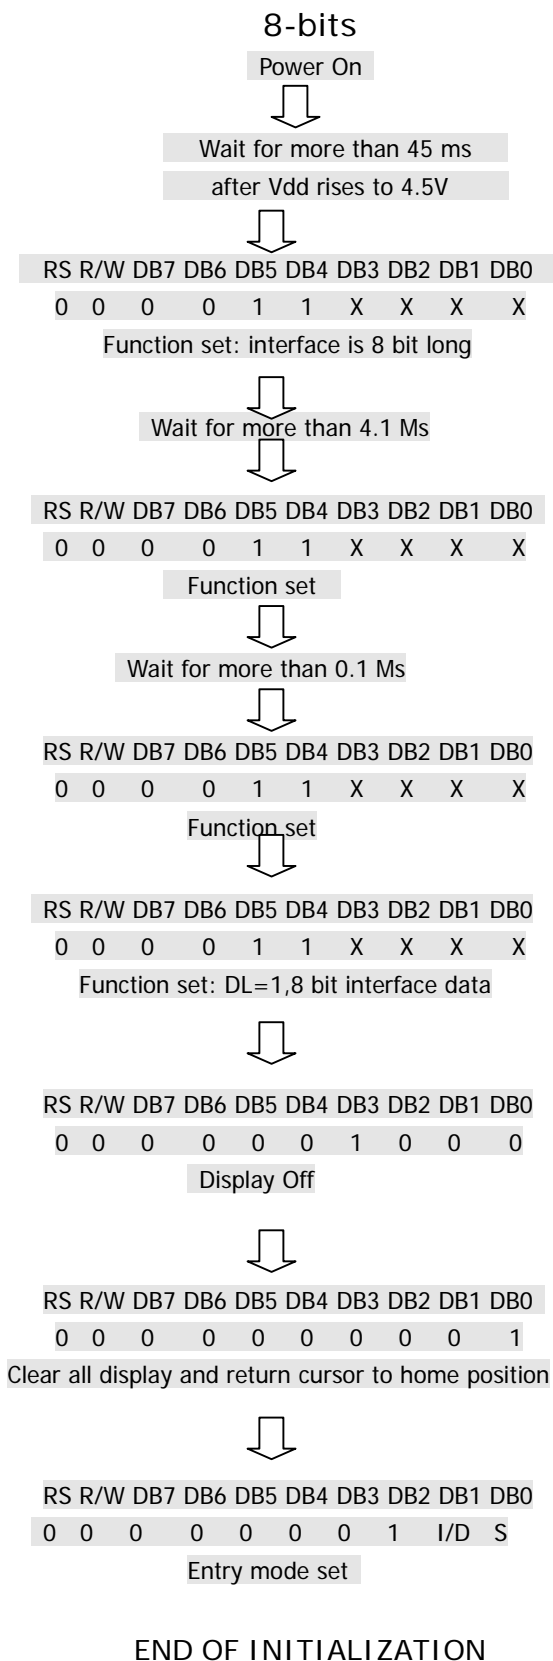 8-bits
Power On
Wait for more than 45 ms
after Vdd rises to 4.5V
RS R/W DB7 DB6 DB5 DB4 DB3 DB2 DB1 DB0
0 0 0 0 1 1 X X X X
Function set: interface is 8 bit long
Wait for more than 4.1 Ms
RS R/W DB7 DB6 DB5 DB4 DB3 DB2 DB1 DB0
0 0 0 0 1 1 X X X X
Function set
Wait for more than 0.1 Ms
RS R/W DB7 DB6 DB5 DB4 DB3 DB2 DB1 DB0
0 0 0 0 1 1 X X X X
Function set
RS R/W DB7 DB6 DB5 DB4 DB3 DB2 DB1 DB0
0 0 0 0 1 1 X X X X
Function set: DL=1,8 bit interface data
RS R/W DB7 DB6 DB5 DB4 DB3 DB2 DB1 DB0
0 0 0 0 0 0 1 0 0 0
Display Off
RS R/W DB7 DB6 DB5 DB4 DB3 DB2 DB1 DB0
0 0 0 0 0 0 0 0 0 1
Clear all display and return cursor to home position
RS R/W DB7 DB6 DB5 DB4 DB3 DB2 DB1 DB0
0 0 0 0 0 0 0 1 I/D S
Entry mode set
END OF INITIALIZATION